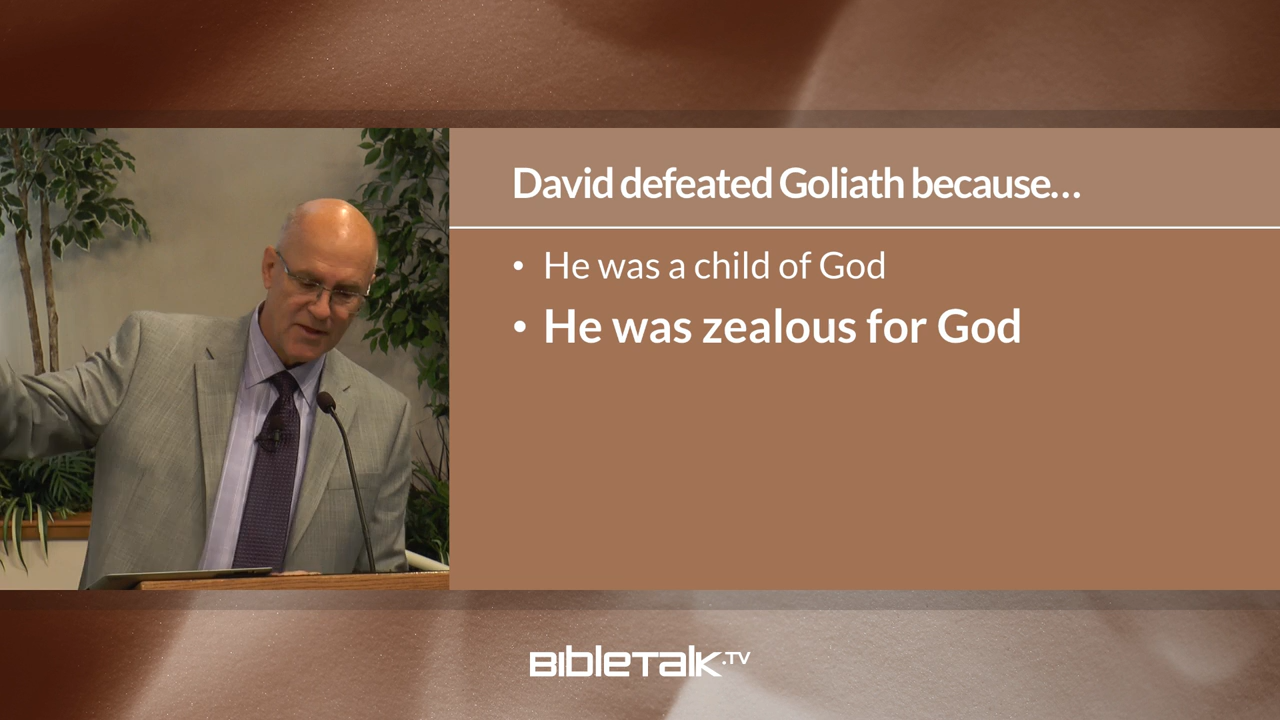 David defeated Goliath because...
• He was a child of God
• He was zealous for God
BIBLETALK.TV